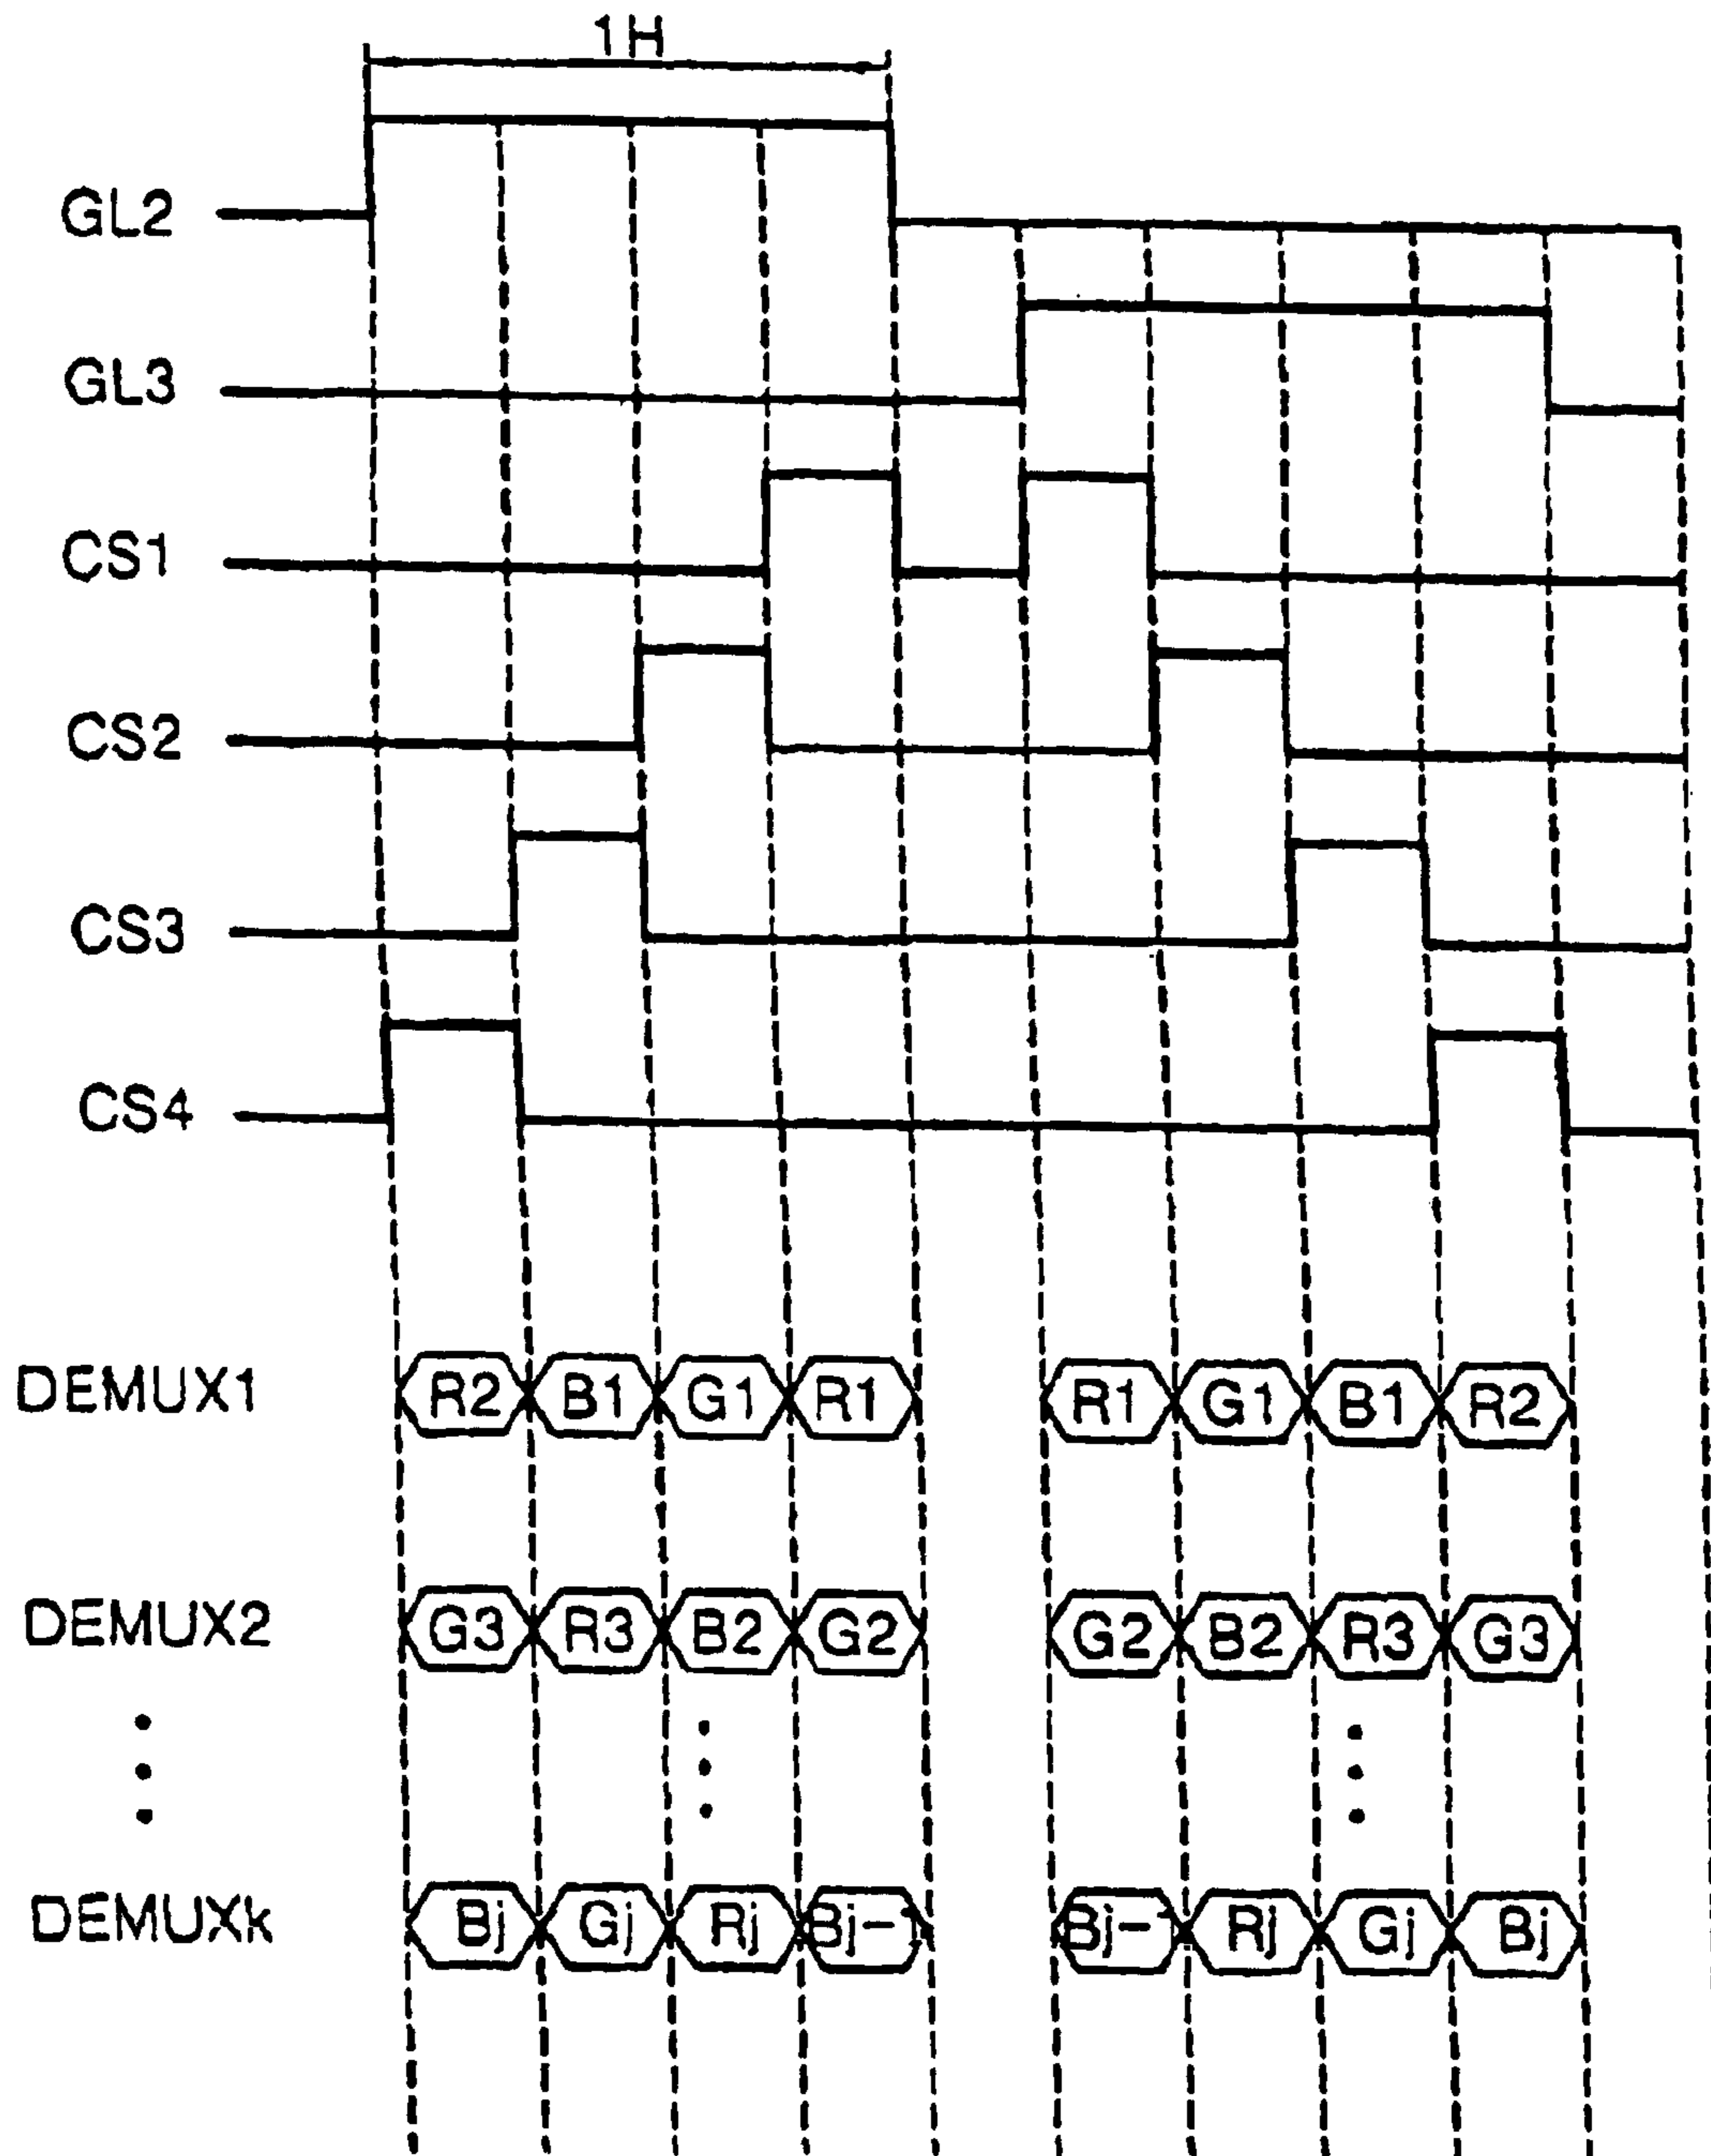 1H
GL2
GL3
CS1
CS2
CS3
CS4
DEMUX1 R2 B1 G1 R1 R1 G1 B1 R2
DEMUX2 G3 R3 B2 G2 G2 B2 R3 G3
DEMUXk Bj Gj Rj Bj-1 Bj-1 Rj Gj Bj